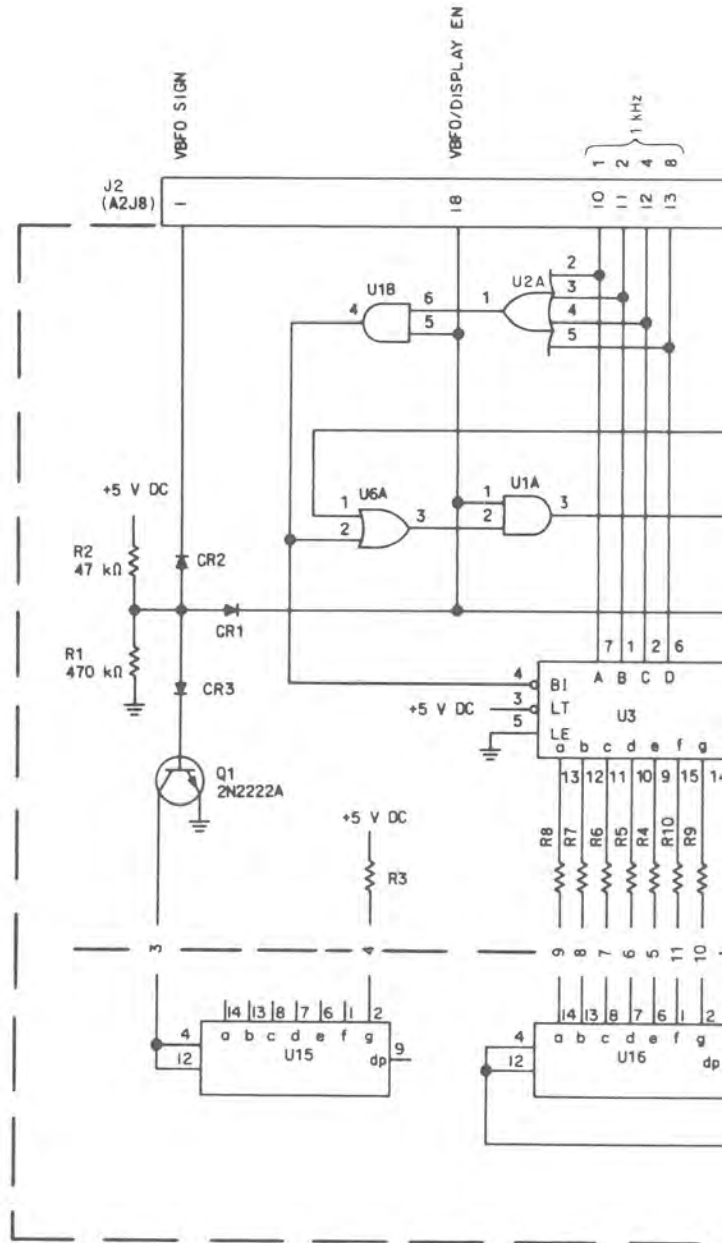 VBFO SIGN
VBFO/DISPLAY EN
1 kHz
1 2 4 8
J2
(A2J8)
1
18
10 11 12 13
U1B
4
6
5
1
U2A
2
3
4
5
+5 V DC
R2
47 kΩ
R1
470 kΩ
CR2
CR1
CR3
1
2
U6A
3
1
2
U1A
3
7 1 2 6
A B C D
4
BI
+5 V DC
3
LT
5
LE
U3
a b c d e f g
13 12 11 10 9 15 14
Q1
2N2222A
+5 V DC
R3
R8 R7 R6 R5 R4 R10 R9
3
4
9 8 7 6 5 11 10
14 13 8 7 6 1 2
a b c d e f g
4
12
U15
dp
9
14 13 8 7 6 1 2
a b c d e f g
4
12
U16
dp